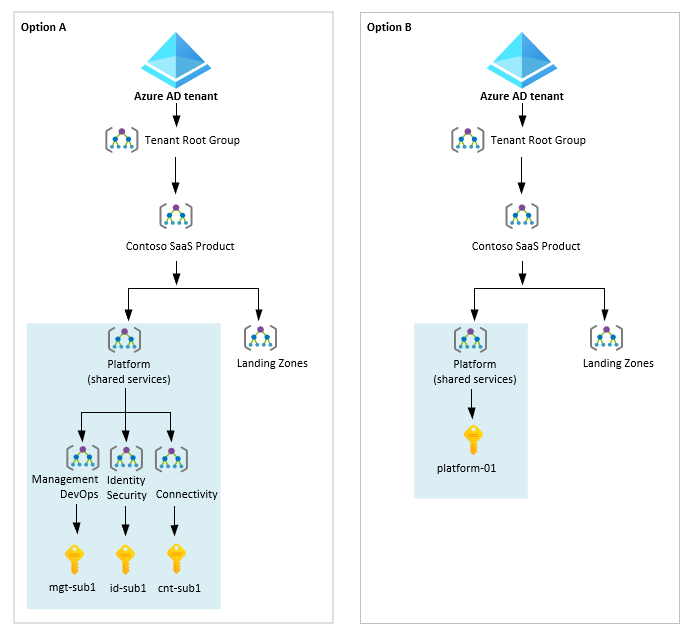 Option A
Azure AD tenant
Tenant Root Group
Contoso SaaS Product
Platform
(shared services)
Landing Zones
Management
DevOps
Identity
Security
Connectivity
mgt-sub1
id-sub1
cnt-sub1
Option B
Azure AD tenant
Tenant Root Group
Contoso SaaS Product
Platform
(shared services)
Landing Zones
platform-01